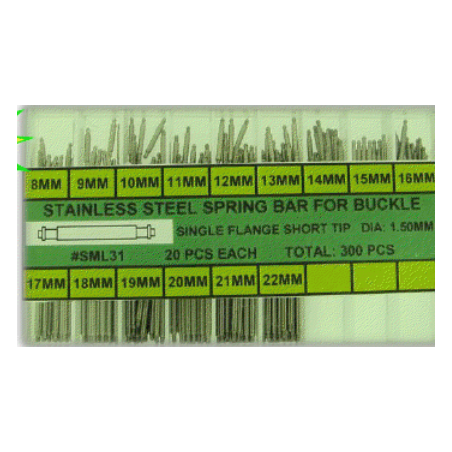 8MM 9MM 10MM 11MM 12MM 13MM 14MM 15MM 16MM
STAINLESS STEEL SPRING BAR FOR BUCKLE
SINGLE FLANGE SHORT TIP DIA: 1.50MM
#SML31 20 PCS EACH TOTAL: 300 PCS
17MM 18MM 19MM 20MM 21MM 22MM